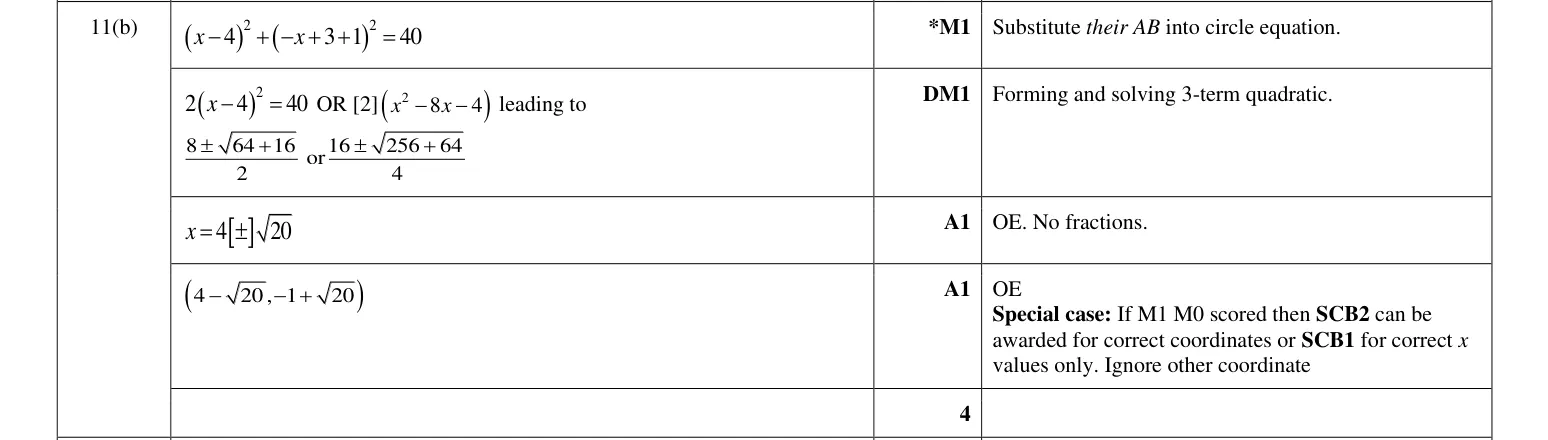 11(b)
(x−4)² + (−x+3+1)² = 40
*M1
Substitute their AB into circle equation.
2(x−4)² = 40 OR [2](x² −8x−4) leading to
(8 ± √(64+16))/2 or (16 ± √(256+64))/4
DM1
Forming and solving 3-term quadratic.
x = 4[±]√20
A1
OE. No fractions.
(4−√20, −1+√20)
A1
OE
Special case: If M1 M0 scored then SCB2 can be
awarded for correct coordinates or SCB1 for correct x
values only. Ignore other coordinate
4